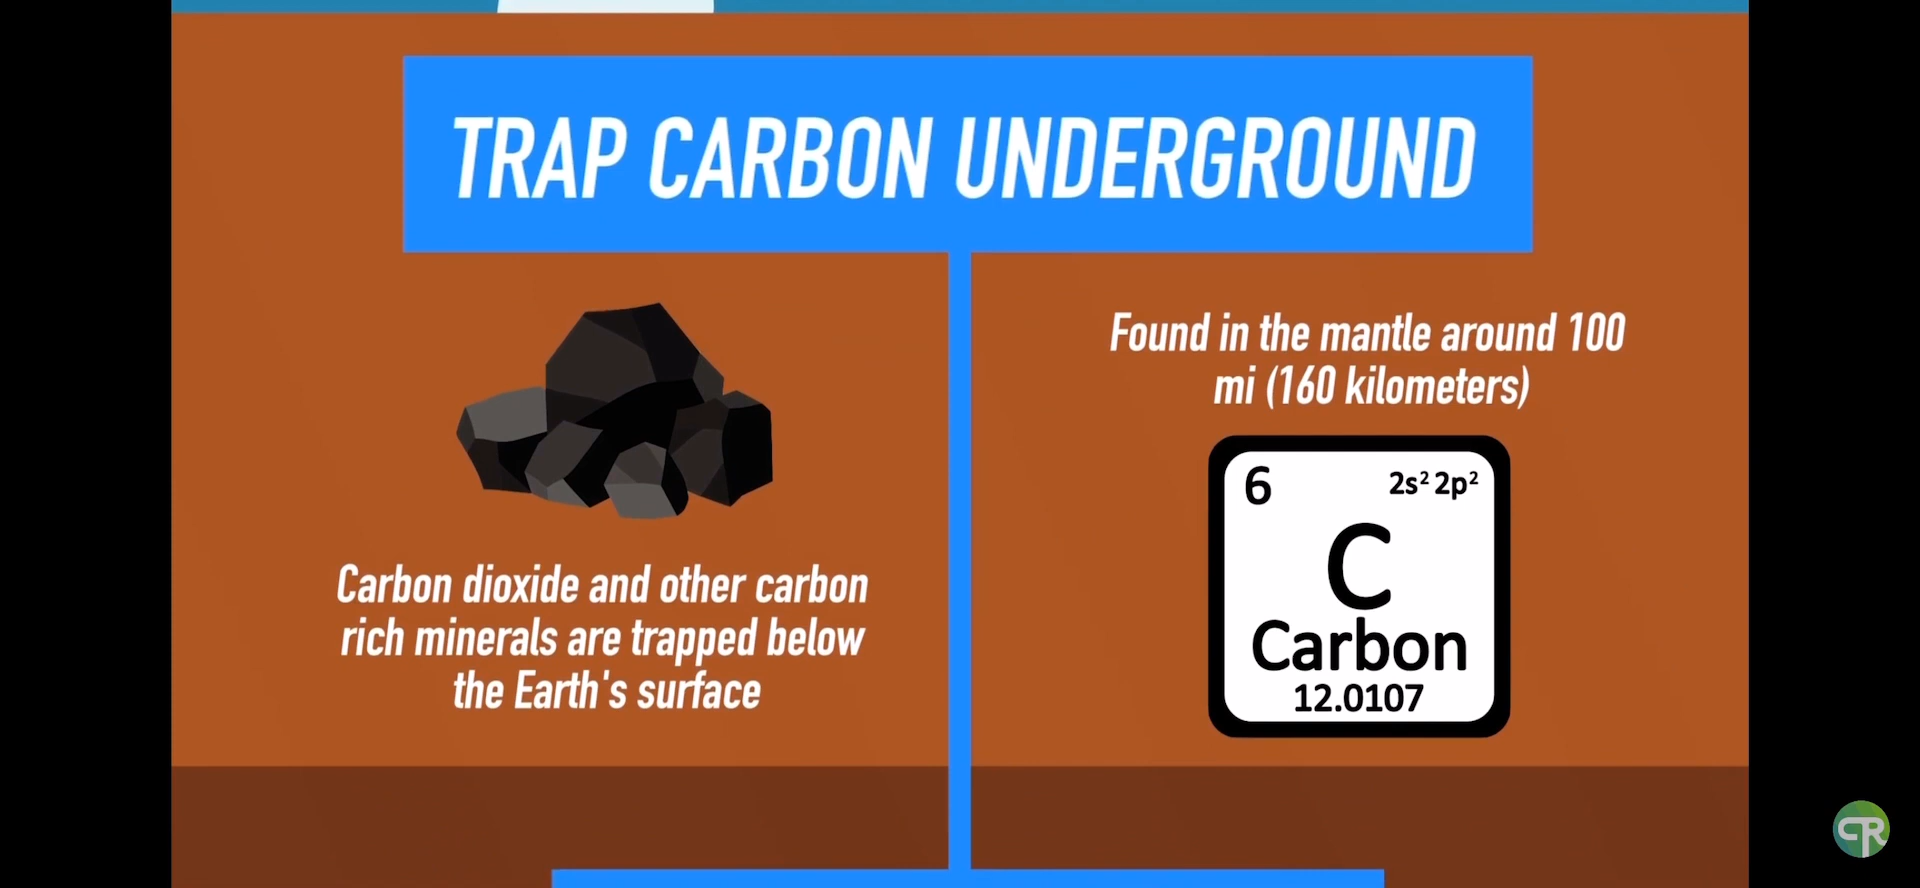 TRAP CARBON UNDERGROUND
Carbon dioxide and other carbon
rich minerals are trapped below
the Earth's surface
Found in the mantle around 100
mi (160 kilometers)
6
2s² 2p²
C
Carbon
12.0107
PR